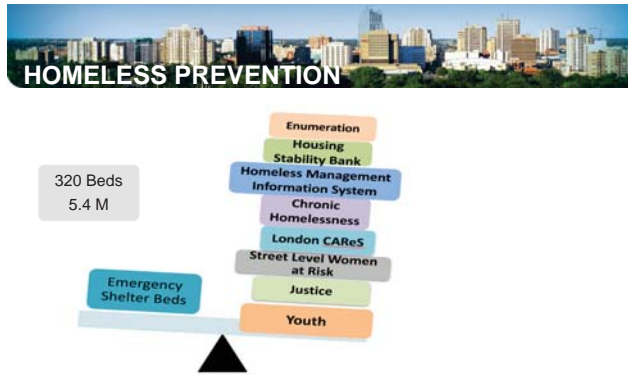 HOMELESS PREVENTION
320 Beds
5.4 M
Enumeration
Housing
Stability Bank
Homeless Management
Information System
Chronic
Homelessness
London CAReS
Street Level Women
at Risk
Justice
Youth
Emergency
Shelter Beds